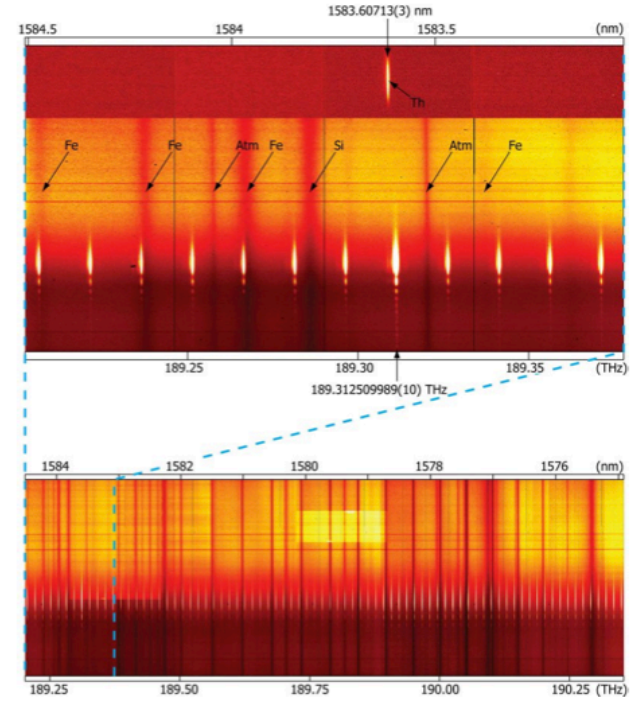 1583.60713(3) nm
1584.5 1584 1583.5 (nm)
Th
Fe Fe Atm Fe Si Atm Fe
189.25 189.30 189.35 (THz)
189.312509989(10) THz
1584 1582 1580 1578 1576 (nm)
189.25 189.50 189.75 190.00 190.25 (THz)